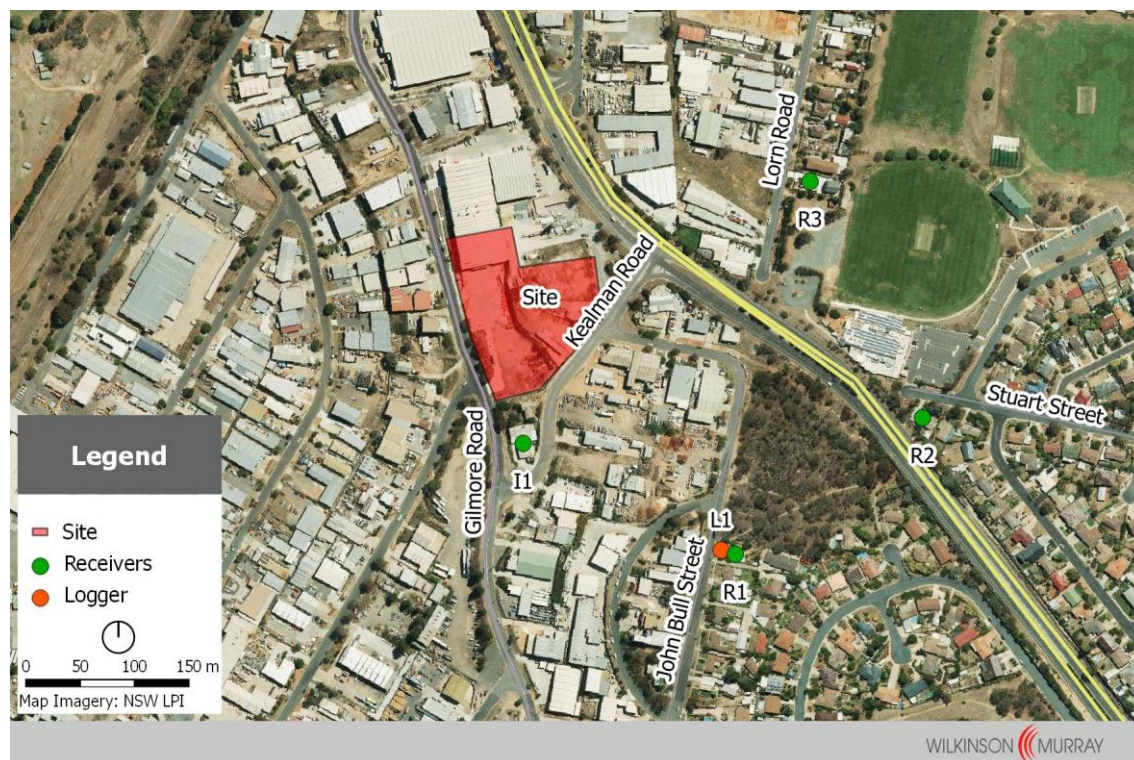 Lorn Road
R3
Kealman Road
Site
Stuart Street
R2
Gilmore Road
I1
L1
R1
John Bull Street
Legend
Site
Receivers
Logger
0 50 100 150 m
Map Imagery: NSW LPI
WILKINSON MURRAY